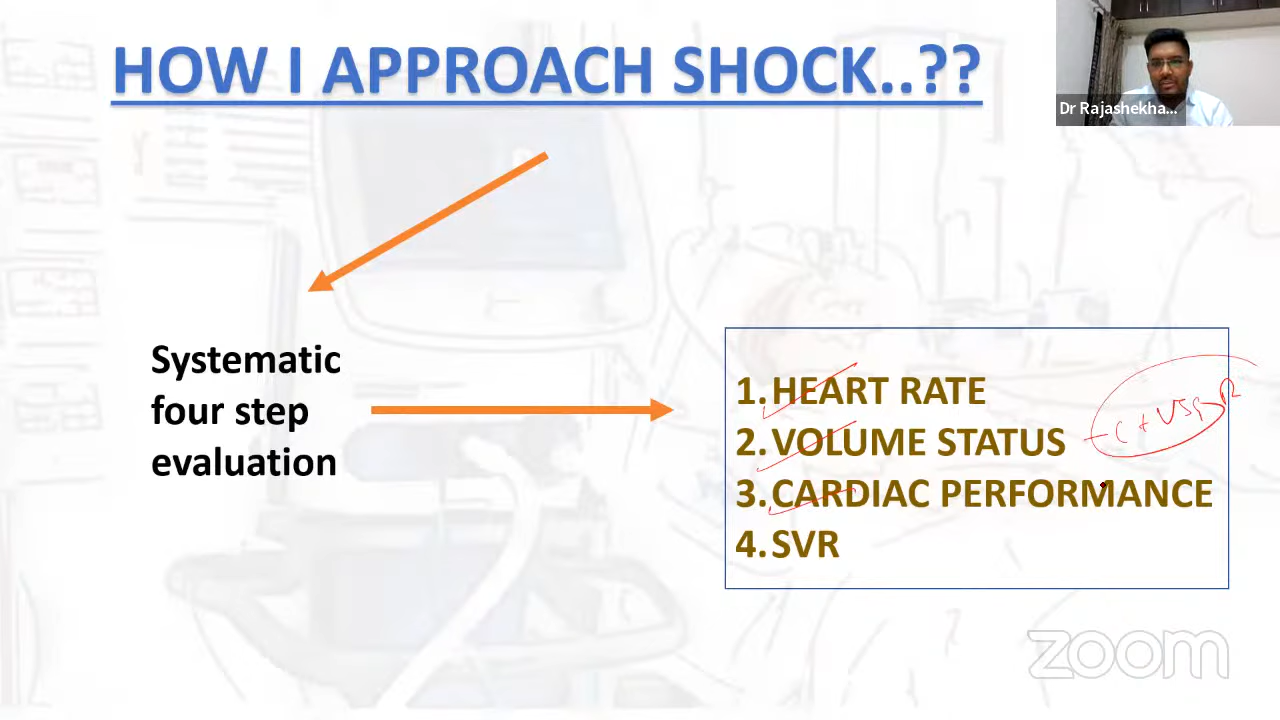 HOW I APPROACH SHOCK..??
Dr Rajashekha...
Systematic
four step
evaluation
1. HEART RATE
2. VOLUME STATUS
3. CARDIAC PERFORMANCE
4. SVR
zoom